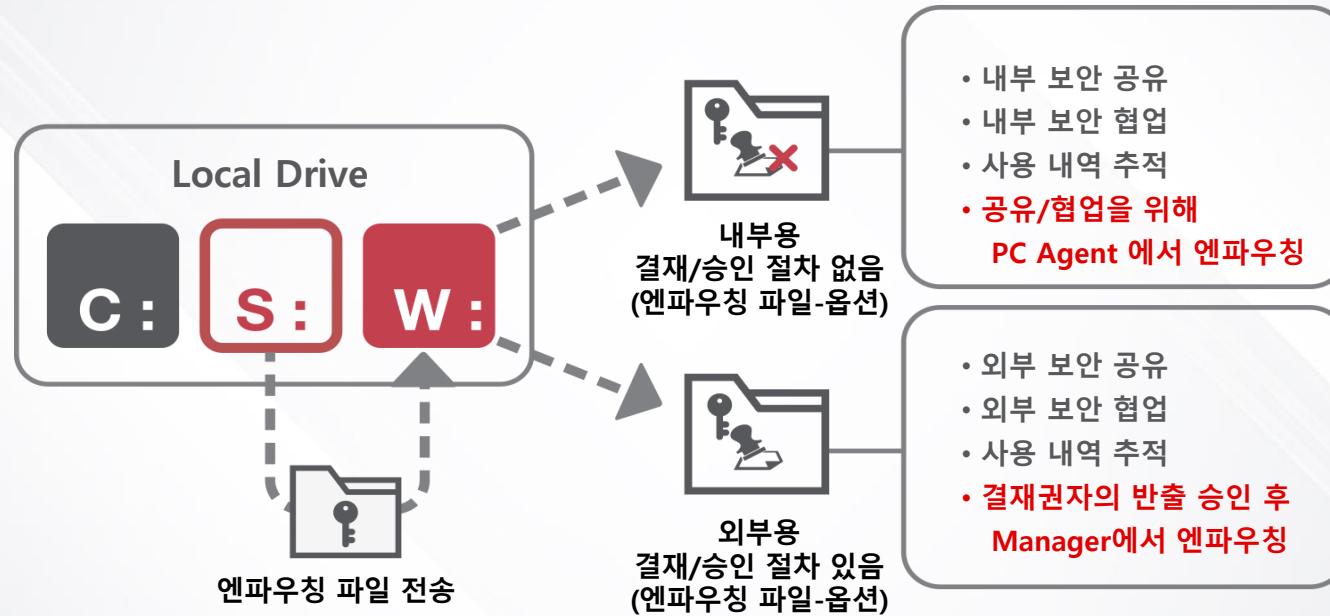 Local Drive
C :
S :
W :
엔파우칭 파일 전송
내부용
결재/승인 절차 없음
(엔파우칭 파일-옵션)
• 내부 보안 공유
• 내부 보안 협업
• 사용 내역 추적
• 공유/협업을 위해
PC Agent 에서 엔파우칭
외부용
결재/승인 절차 있음
(엔파우칭 파일-옵션)
• 외부 보안 공유
• 외부 보안 협업
• 사용 내역 추적
• 결재권자의 반출 승인 후
Manager에서 엔파우칭